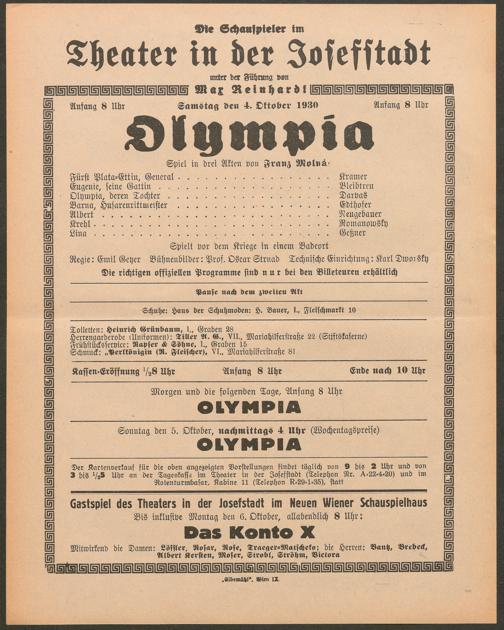 Die Schauspieler im
Theater in der Josefstadt
unter der Führung von
Max Reinhardt
Anfang 8 Uhr Samstag den 4. Oktober 1930 Anfang 8 Uhr
Olympia
Spiel in drei Akten von Franz Molnár
Fürst Plata-Ettin, General . . . Kramer
Eugenie, seine Gattin . . . Bleibtreu
Olympia, deren Tochter . . . Darvas
Barna, Husarenrittmeister . . . Edthofer
Albert . . . Neugebauer
Krehl . . . Romanowsky
Lina . . . Geßner
Spielt vor dem Kriege in einem Badeort
Regie: Emil Geyer Bühnenbilder: Prof. Oskar Strnad Technische Einrichtung: Karl Dworsky
Die richtigen offiziellen Programme sind nur bei den Billeteuren erhältlich
Pause nach dem zweiten Akt
Schuhe: Haus der Schuhmoden: H. Bauer, I., Fleischmarkt 10
Toiletten: Heinrich Grünbaum, I., Graben 28
Herrengarderobe (Uniformen): Tiller A. G., VII., Mariahilferstraße 22 (Stiftskaserne)
Frühstückservice: Rasper & Söhne, I., Graben 15
Schmuck: „Perlkönigin (R. Fleischer), VI., Mariahilferstraße 81
Kassen-Eröffnung ½8 Uhr Anfang 8 Uhr Ende nach 10 Uhr
Morgen und die folgenden Tage, Anfang 8 Uhr
OLYMPIA
Sonntag den 5. Oktober, nachmittags 4 Uhr (Wochentagspreise)
OLYMPIA
Der Kartenverkauf für die oben angezeigten Vorstellungen findet täglich von 9 bis 2 Uhr und von
3 bis ½5 Uhr an der Tageskasse im Theater in der Josefstadt (Telephon Nr. A-22-4-20) und im
Rotenturmbasar, Kabine 11 (Telephon R-29-1-35), statt
Gastspiel des Theaters in der Josefstadt im Neuen Wiener Schauspielhaus
Bis inklusive Montag den 6. Oktober, allabendlich 8 Uhr:
Das Konto X
Mitwirkend die Damen: Löffler, Rosar, Rose, Traeger-Matscheko; die Herren: Bautz, Brebeck,
Albert Kersten, Moser, Strobl, Ströhm, Victora
„Elbemühl", Wien IX.